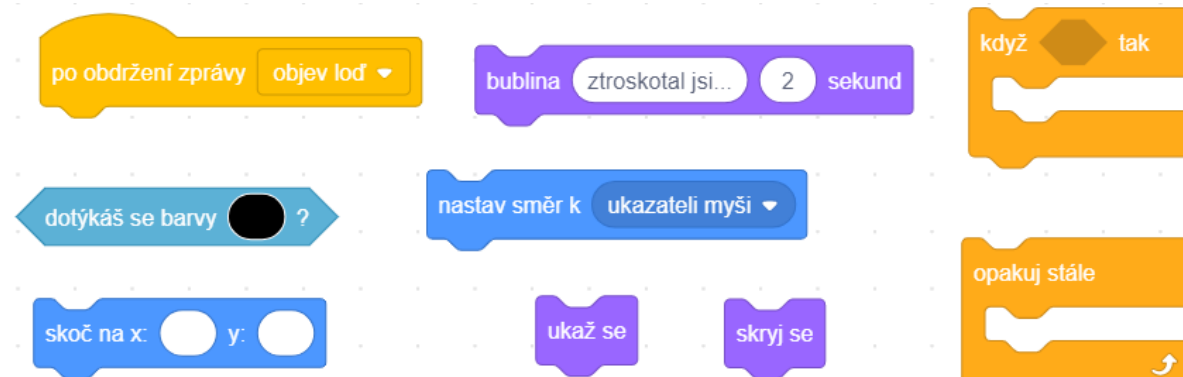 po obdržení zprávy objev loď
bublina ztroskotal jsi... 2 sekund
když tak
dotýkáš se barvy ?
nastav směr k ukazateli myši
opakuj stále
skoč na x: y:
ukaž se
skryj se